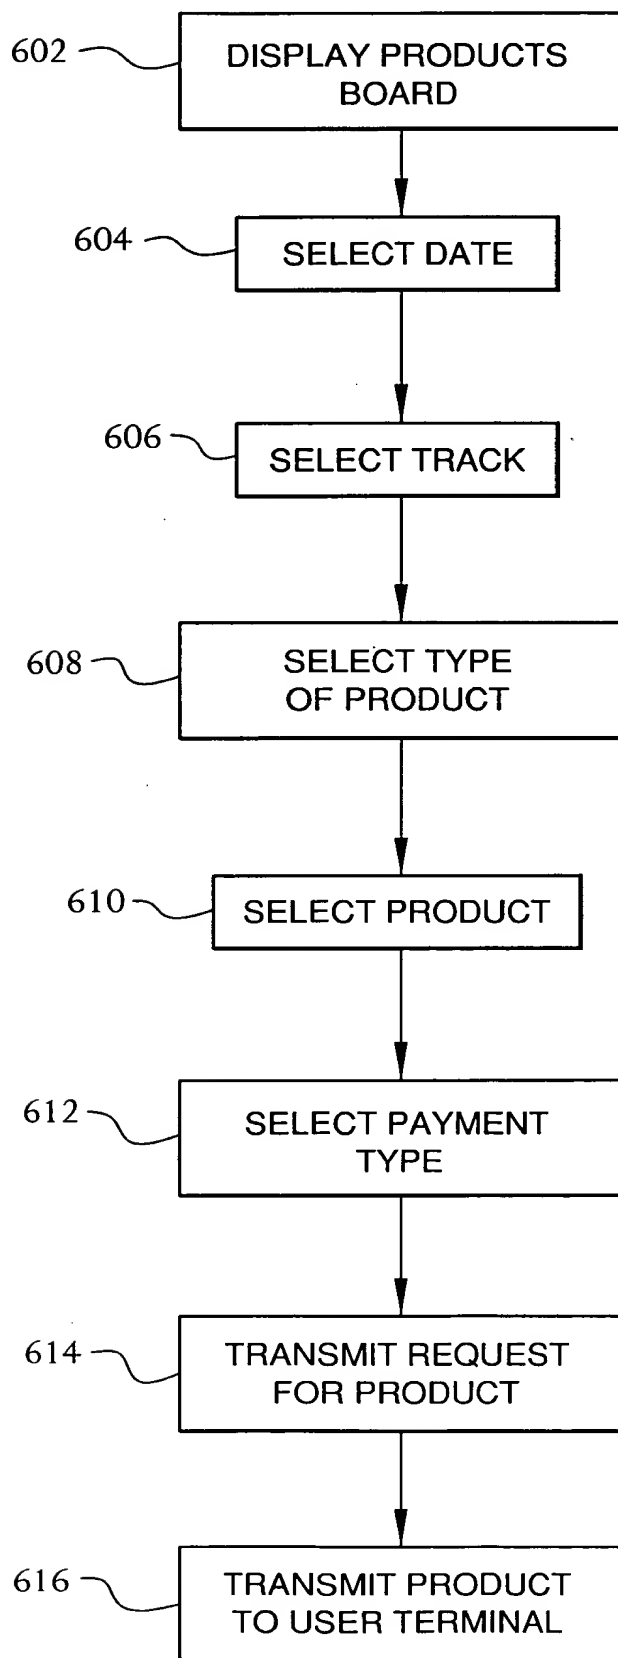 602
DISPLAY PRODUCTS
BOARD
604
SELECT DATE
606
SELECT TRACK
608
SELECT TYPE
OF PRODUCT
610
SELECT PRODUCT
612
SELECT PAYMENT
TYPE
614
TRANSMIT REQUEST
FOR PRODUCT
616
TRANSMIT PRODUCT
TO USER TERMINAL